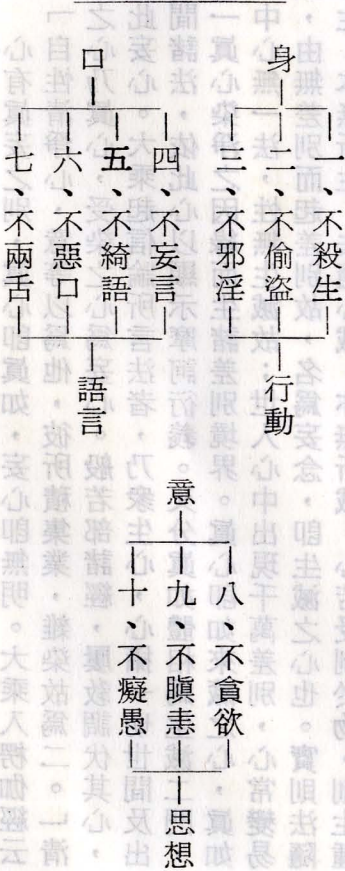 身
一、不殺生
二、不偷盜
三、不邪淫
行動
口
四、不妄言
五、不綺語
六、不惡口
七、不兩舌
語言
意
八、不貪欲
九、不瞋恚
十、不癡愚
思想